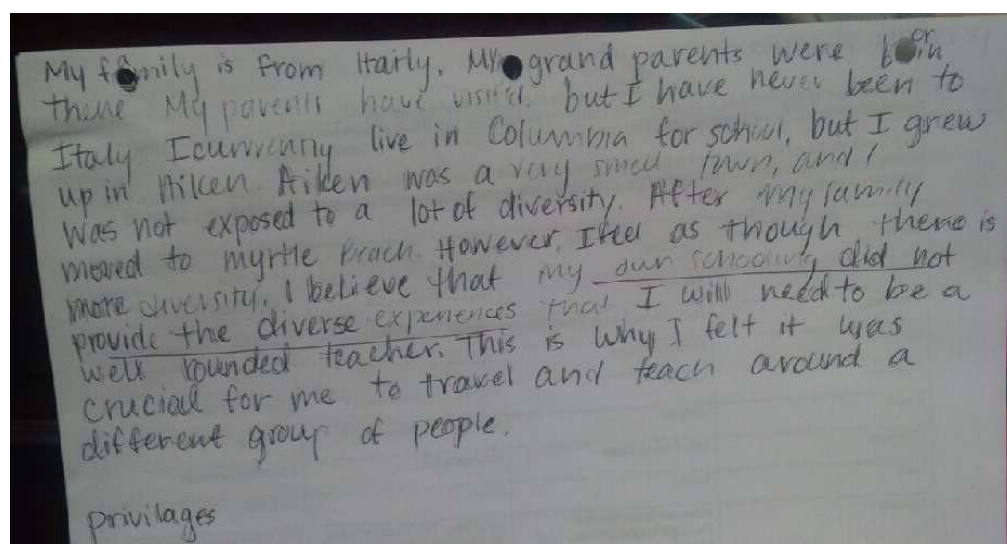 My family is from Itarly. My grand parents were born
there My parents have visited. but I have never been to
Italy I currenny live in Columbia for school, but I grew
up in Aiken. Aiken was a very small town, and I
was not exposed to a lot of diversity. After my family
moved to myrtle Beach. However, I feel as though there is
more diversity. I believe that my own schooling did not
provide the diverse experiences that I will need to be a
well rounded teacher. This is why I felt it was
crucial for me to travel and teach around a
different group of people.
privilages